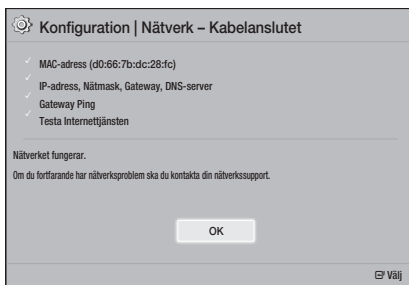 Konfiguration | Nätverk – Kabelanslutet
MAC-adress (d0:66:7b:dc:28:fc)
IP-adress, Nätmask, Gateway, DNS-server
Gateway Ping
Testa Internettjänsten
Nätverket fungerar.
Om du fortfarande har nätverksproblem ska du kontakta din nätverkssupport.
OK
Välj